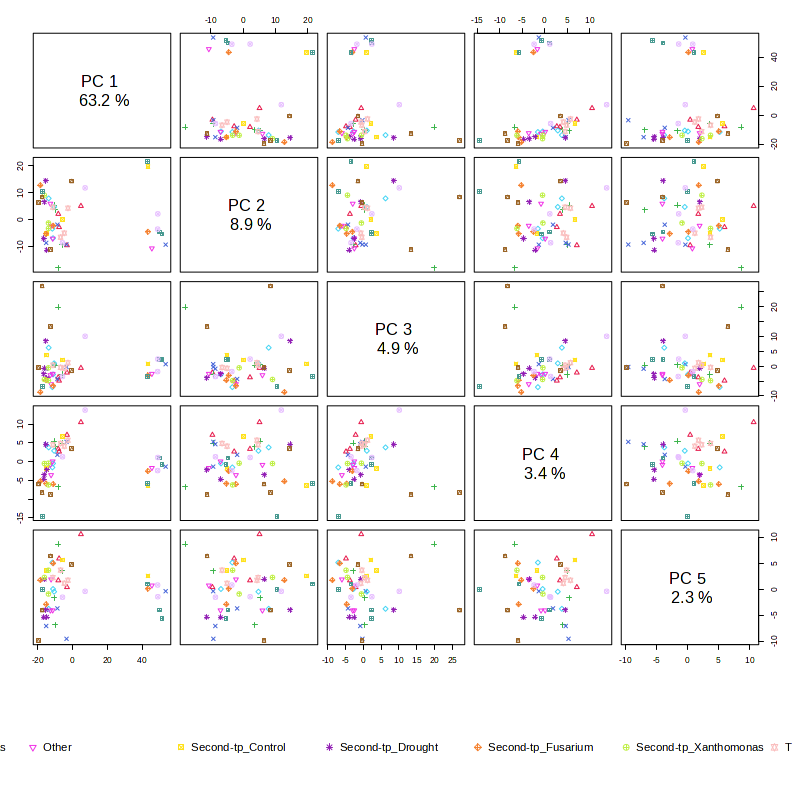 -10 0 10 20
-15 -10 -5 0 5 10
PC 1
63.2 %
-20 0 20 40
-10 0 10 20
PC 2
8.9 %
PC 3
4.9 %
-10 -5 0 5 10 20
-15 -5 0 5 10
PC 4
3.4 %
PC 5
2.3 %
-10 -5 0 5 10
-20 0 20 40
-10 -5 0 5 10 15 20 25
-10 -5 0 5 10
s Other Second-tp_Control Second-tp_Drought Second-tp_Fusarium Second-tp_Xanthomonas T